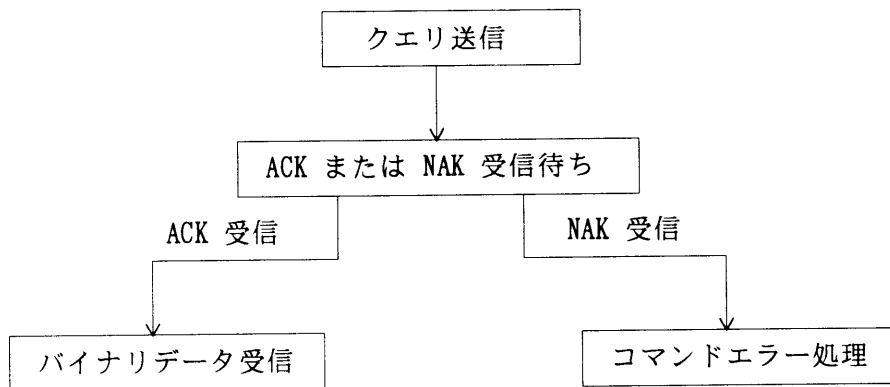 クエリ送信
ACK または NAK 受信待ち
ACK 受信
NAK 受信
バイナリデータ受信
コマンドエラー処理